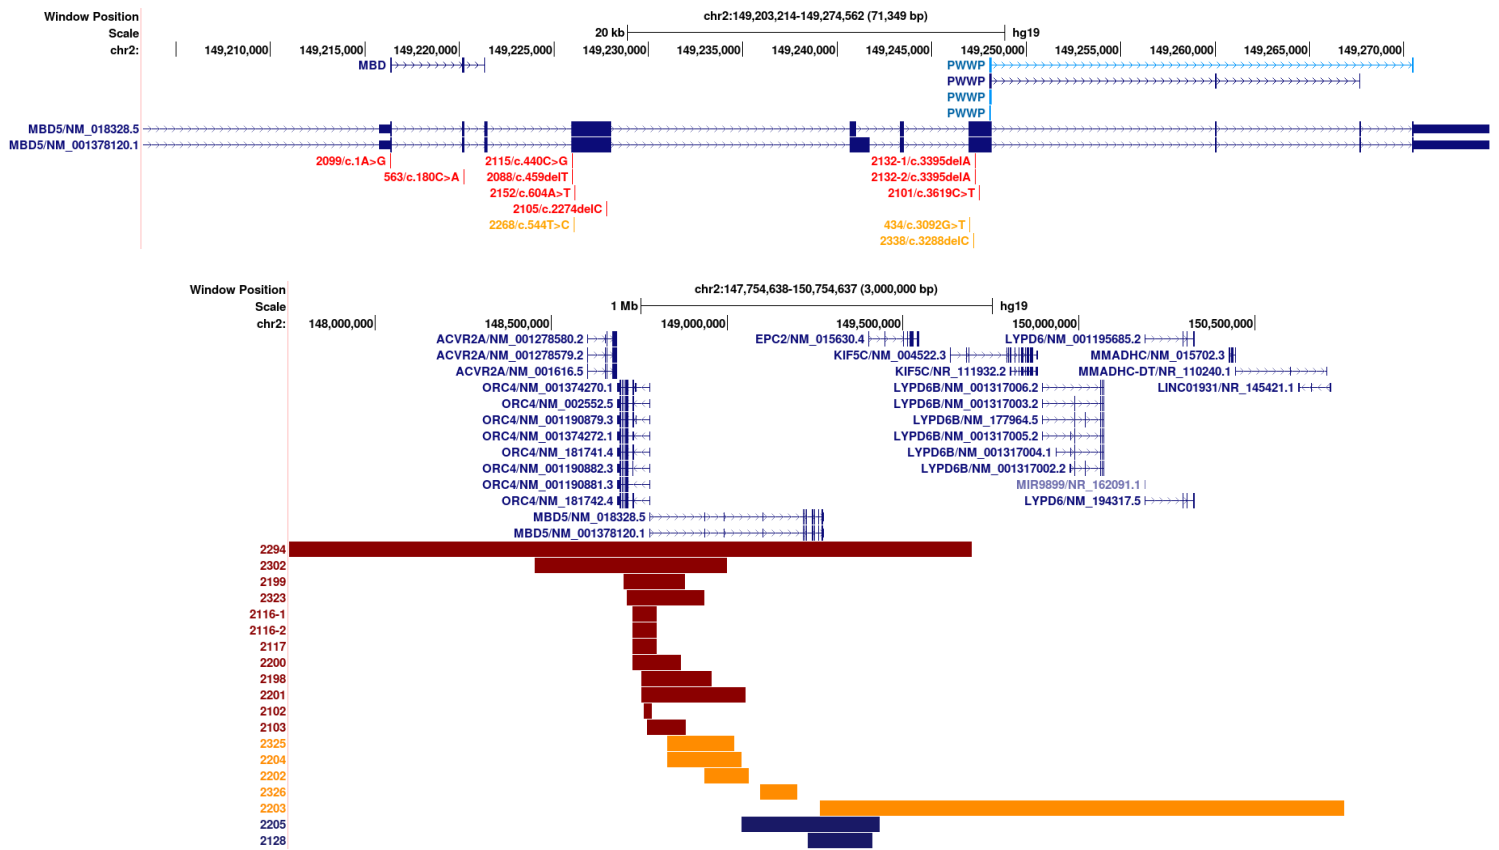 Window Position chr2:149,203,214-149,274,562 (71,349 bp)
Scale 20 kb hg19
chr2: 149,210,000 149,215,000 149,220,000 149,225,000 149,230,000 149,235,000 149,240,000 149,245,000 149,250,000 149,255,000 149,260,000 149,265,000 149,270,000
MBD PWWP
PWWP
PWWP
PWWP
MBD5/NM_018328.5
MBD5/NM_001378120.1
2099/c.1A>G 2115/c.440C>G 2132-1/c.3395delA
563/c.180C>A 2088/c.459delT 2132-2/c.3395delA
2152/c.604A>T 2101/c.3619C>T
2105/c.2274delC
2268/c.544T>C 434/c.3092G>T
2338/c.3288delC
Window Position chr2:147,754,638-150,754,637 (3,000,000 bp)
Scale 1 Mb hg19
chr2: 148,000,000 148,500,000 149,000,000 149,500,000 150,000,000 150,500,000
ACVR2A/NM_001278580.2 EPC2/NM_015630.4 LYPD6/NM_001195685.2
ACVR2A/NM_001278579.2 KIF5C/NM_004522.3 MMADHC/NM_015702.3
ACVR2A/NM_001616.5 KIF5C/NR_111932.2 MMADHC-DT/NR_110240.1
ORC4/NM_001374270.1 LYPD6B/NM_001317006.2 LINC01931/NR_145421.1
ORC4/NM_002552.5 LYPD6B/NM_001317003.2
ORC4/NM_001190879.3 LYPD6B/NM_177964.5
ORC4/NM_001374272.1 LYPD6B/NM_001317005.2
ORC4/NM_181741.4 LYPD6B/NM_001317004.1
ORC4/NM_001190882.3 LYPD6B/NM_001317002.2
ORC4/NM_001190881.3 MIR9899/NR_162091.1
ORC4/NM_181742.4 LYPD6/NM_194317.5
MBD5/NM_018328.5
MBD5/NM_001378120.1
2294
2302
2199
2323
2116-1
2116-2
2117
2200
2198
2201
2102
2103
2325
2204
2202
2326
2203
2205
2128